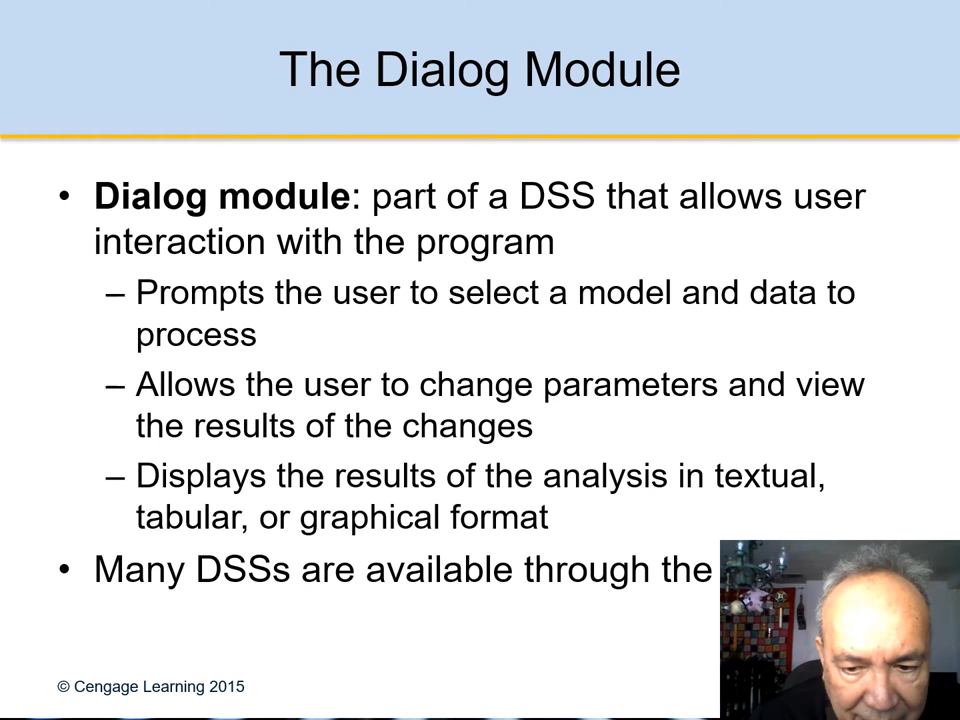 The Dialog Module
• Dialog module: part of a DSS that allows user
interaction with the program
– Prompts the user to select a model and data to
process
– Allows the user to change parameters and view
the results of the changes
– Displays the results of the analysis in textual,
tabular, or graphical format
• Many DSSs are available through the
© Cengage Learning 2015